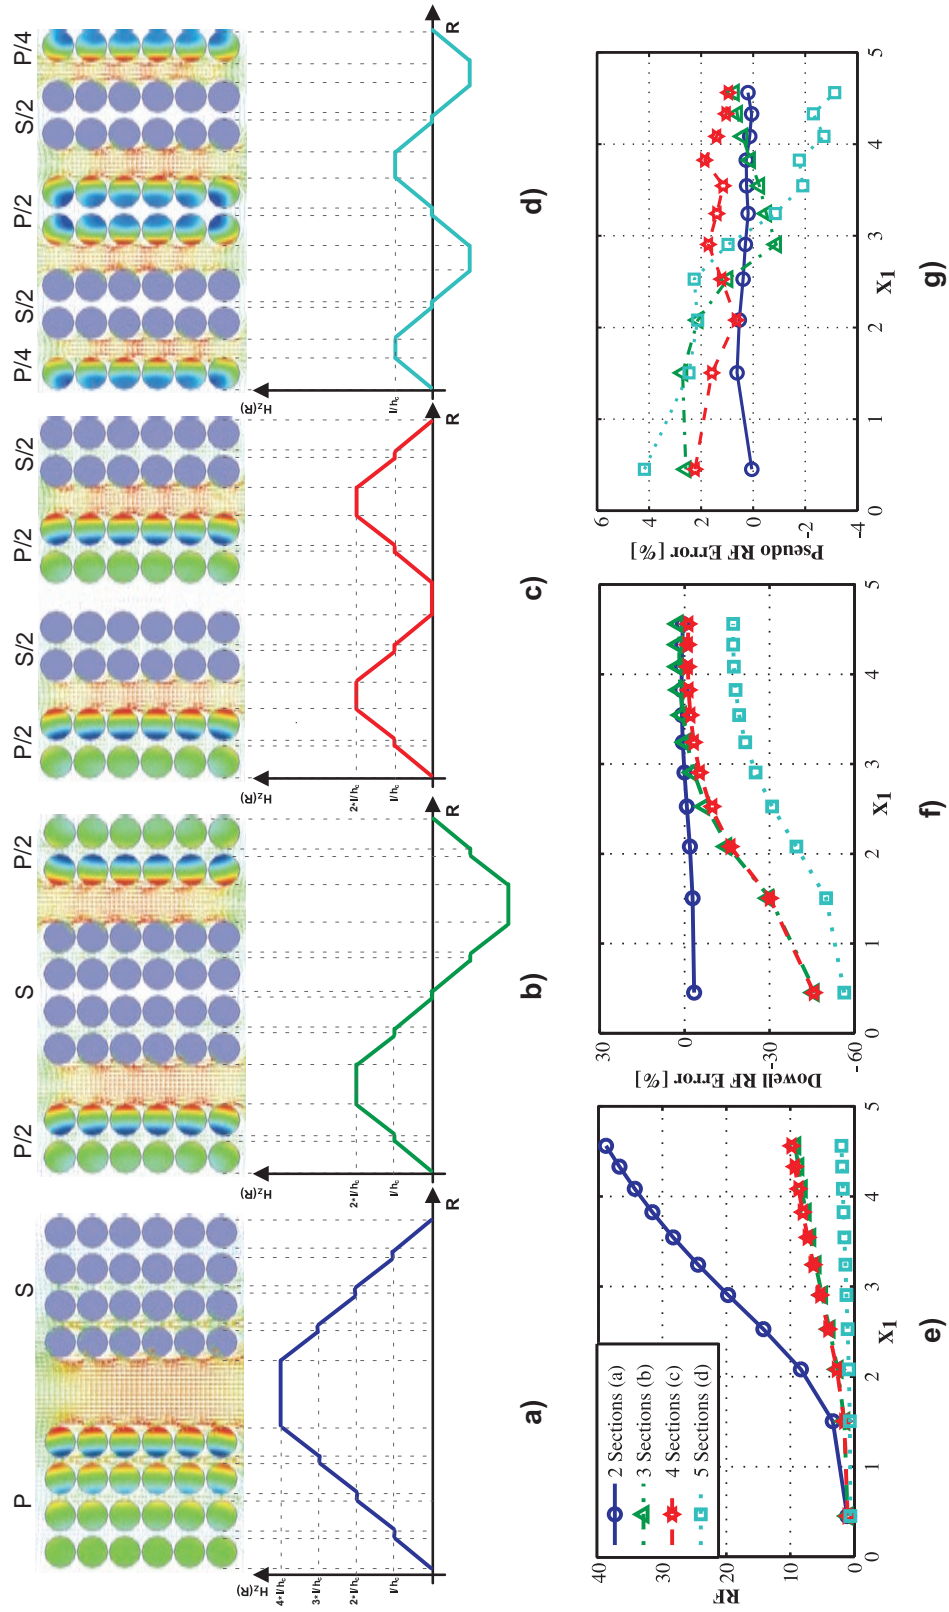 P
S
P/2
S
P/2
P/2
S/2
P/2
S/2
P/4
S/2
P/2
S/2
P/4
H_z(R)
4*I/h_c
3*I/h_c
2*I/h_c
I/h_c
R
H_z(R)
2*I/h_c
I/h_c
R
H_z(R)
2*I/h_c
I/h_c
R
H_z(R)
I/h_c
R
a)
b)
c)
d)
40
30
20
10
0
RF
2 Sections (a)
3 Sections (b)
4 Sections (c)
5 Sections (d)
0
1
2
3
4
5
X1
e)
30
0
-30
-60
Dowell RF Error [%]
0
1
2
3
4
5
X1
f)
6
4
2
0
-2
-4
Pseudo RF Error [%]
0
1
2
3
4
5
X1
g)